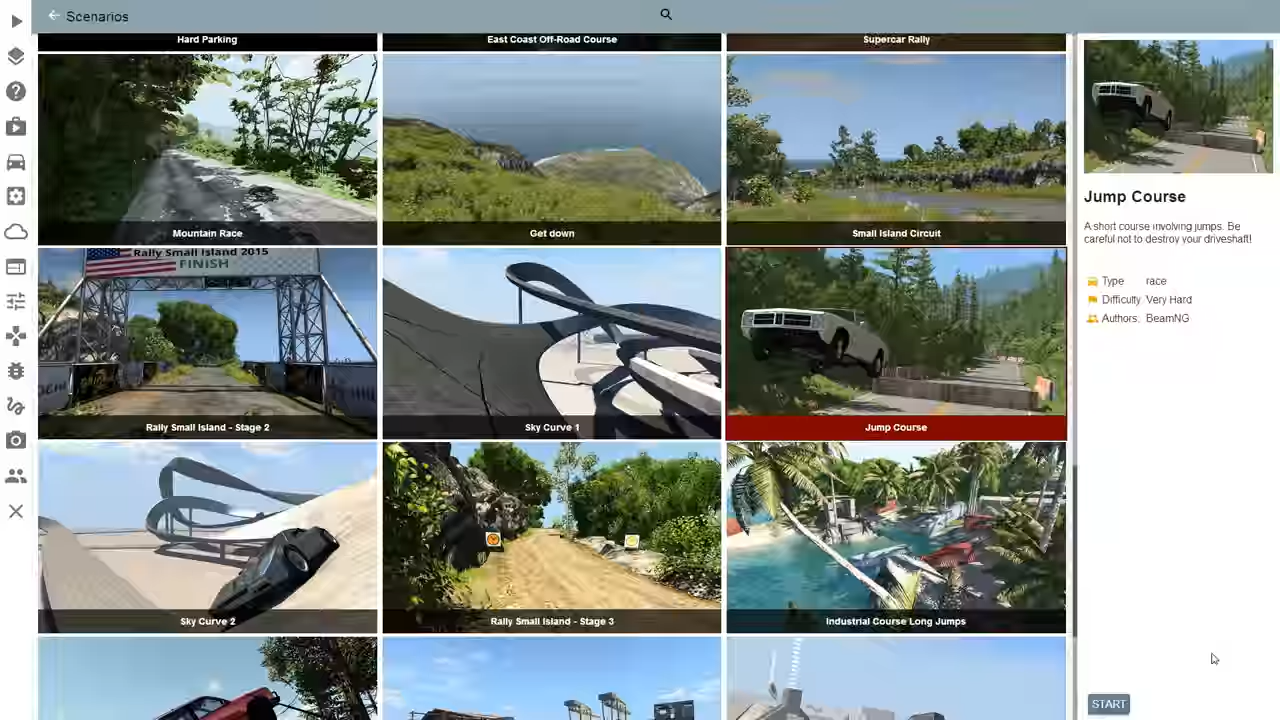 Scenarios
Hard Parking
East Coast Off-Road Course
Supercar Rally
Mountain Race
Get down
Small Island Circuit
Rally Small Island 2015
FINISH
Rally Small Island - Stage 2
Sky Curve 1
Jump Course
Sky Curve 2
Rally Small Island - Stage 3
Industrial Course Long Jumps
Jump Course
A short course involving jumps. Be
careful not to destroy your driveshaft!
Type race
Difficulty Very Hard
Authors: BeamNG
START